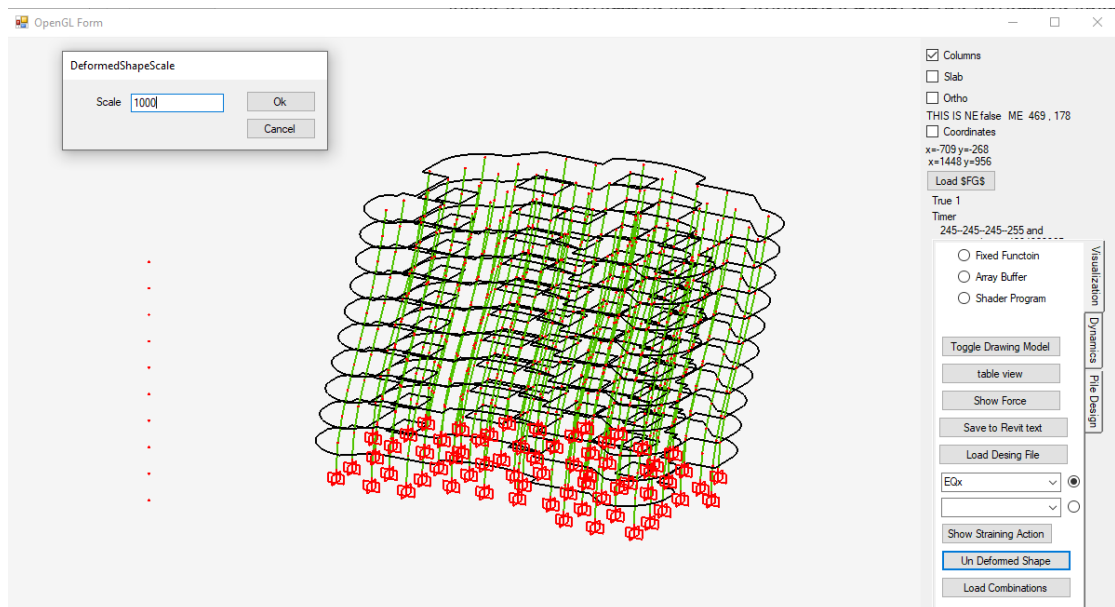 OpenGL Form
DeformedShapeScale
Scale 1000 Ok
Cancel
Columns
Slab
Ortho
THIS IS NEfalse ME 469 , 178
Coordinates
x=-709 y=-268
x=1448 y=956
Load $FG$
True 1
Timer
245--245--245--255 and
Fixed Functoin
Array Buffer
Shader Program
Visualization
Dynamics
Pile Design
Toggle Drawing Model
table view
Show Force
Save to Revit text
Load Desing File
EQx
Show Straining Action
Un Deformed Shape
Load Combinations